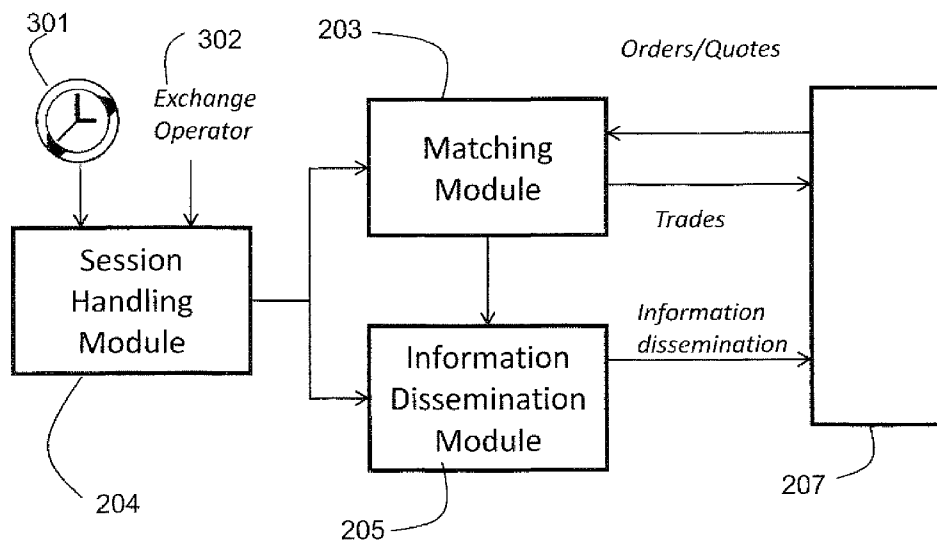 301
302
203
Orders/Quotes
Exchange
Operator
Matching
Module
Trades
Session
Handling
Module
Information
dissemination
Information
Dissemination
Module
204
205
207